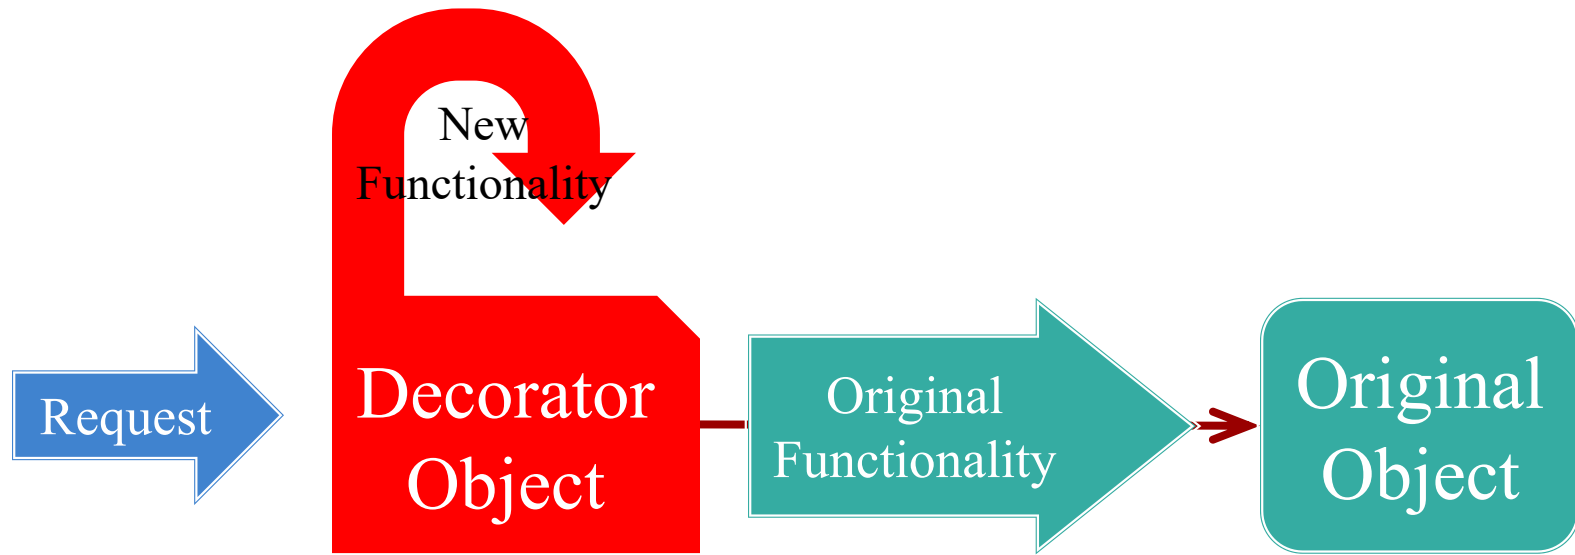 New
Functionality
Request
Decorator
Object
Original
Functionality
Original
Object